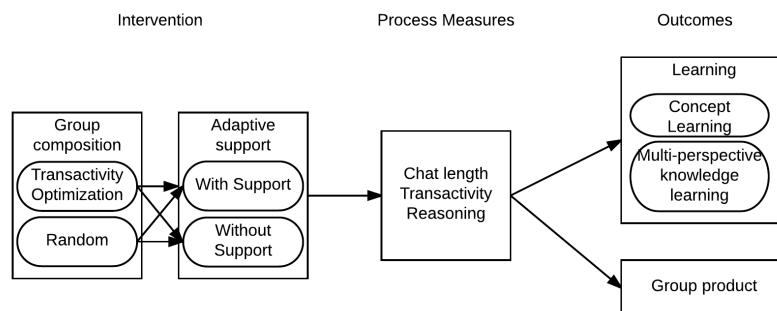 Intervention
Process Measures
Outcomes
Group
composition
Transactivity
Optimization
Random
Adaptive
support
With Support
Without
Support
Chat length
Transactivity
Reasoning
Learning
Concept
Learning
Multi-perspective
knowledge
learning
Group product